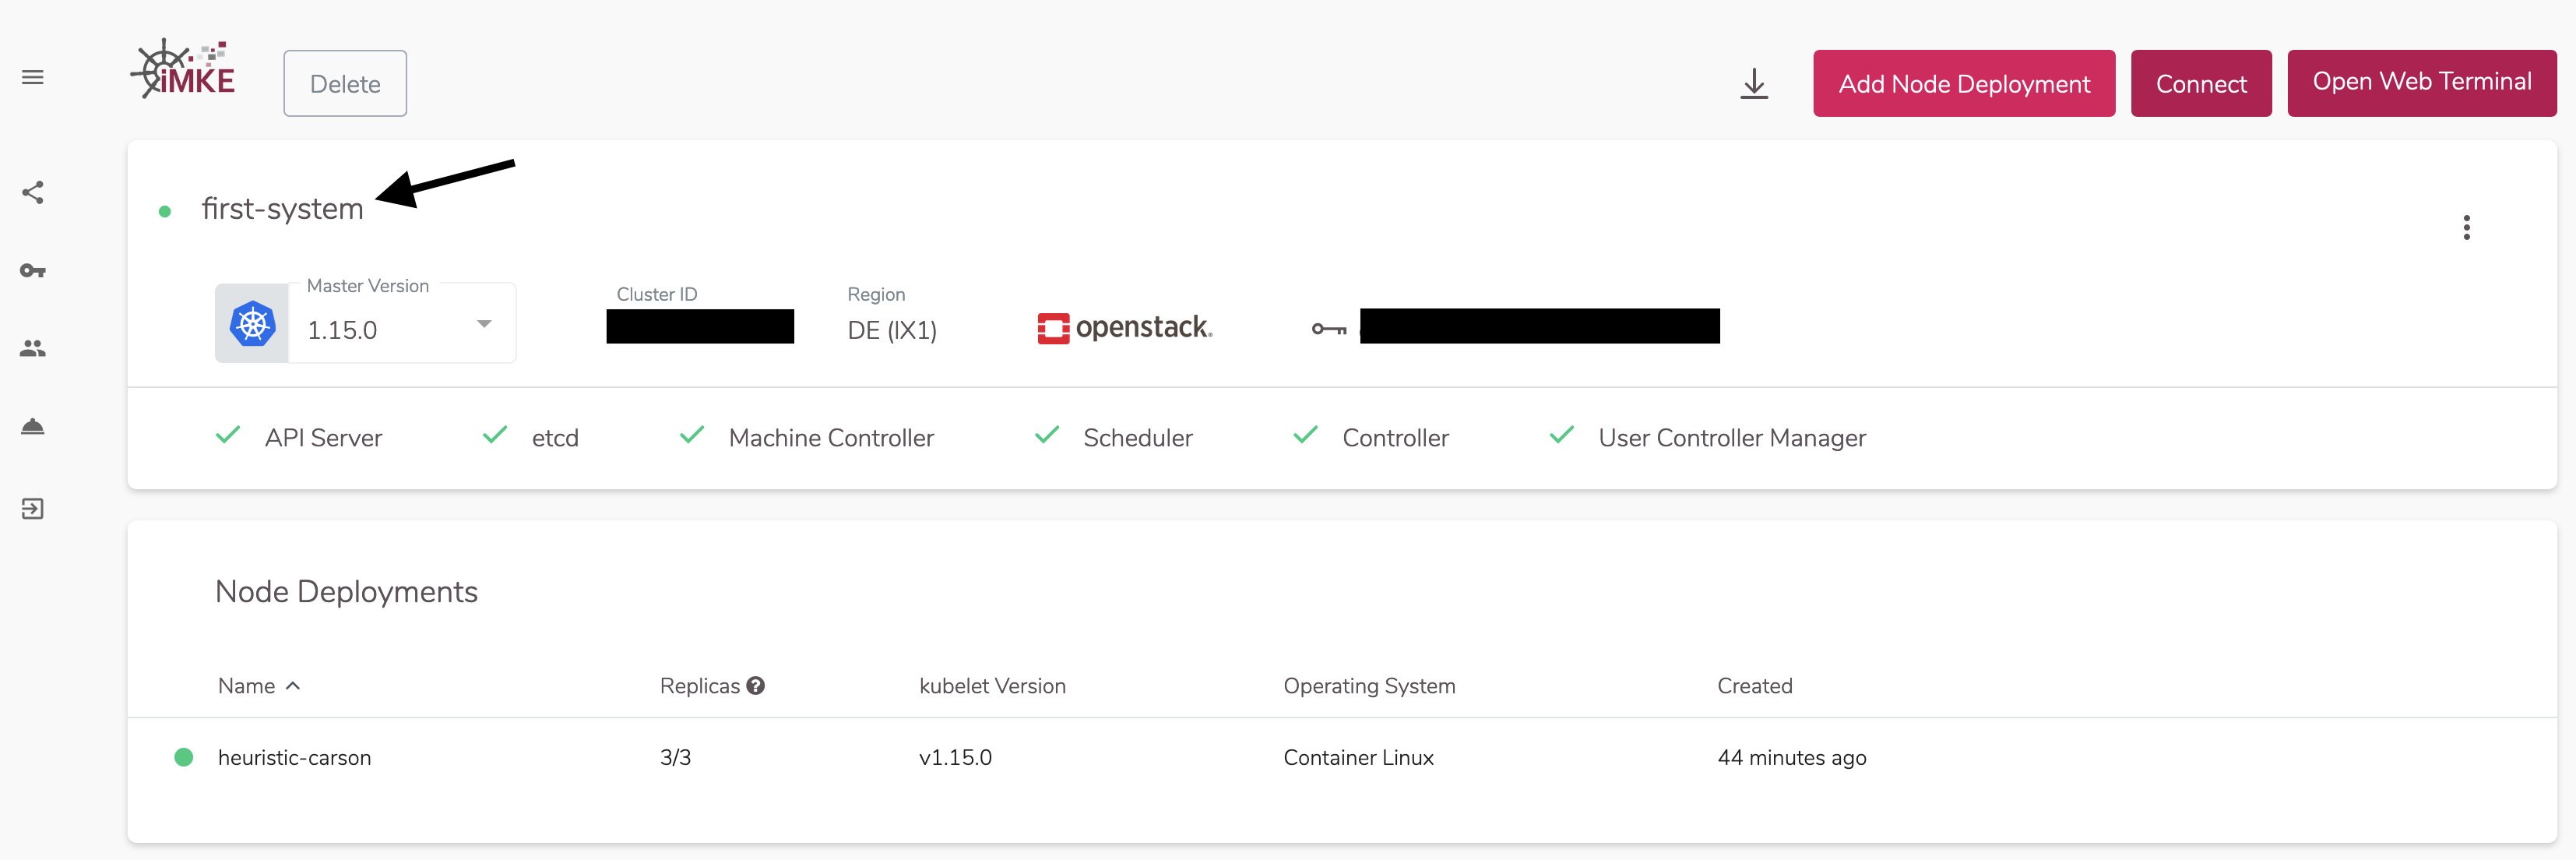 iMKE
Delete
Add Node Deployment
Connect
Open Web Terminal
first-system
Master Version
1.15.0
Cluster ID
Region
DE (IX1)
openstack.
API Server
etcd
Machine Controller
Scheduler
Controller
User Controller Manager
Node Deployments
Name
Replicas ?
kubelet Version
Operating System
Created
heuristic-carson
3/3
v1.15.0
Container Linux
44 minutes ago